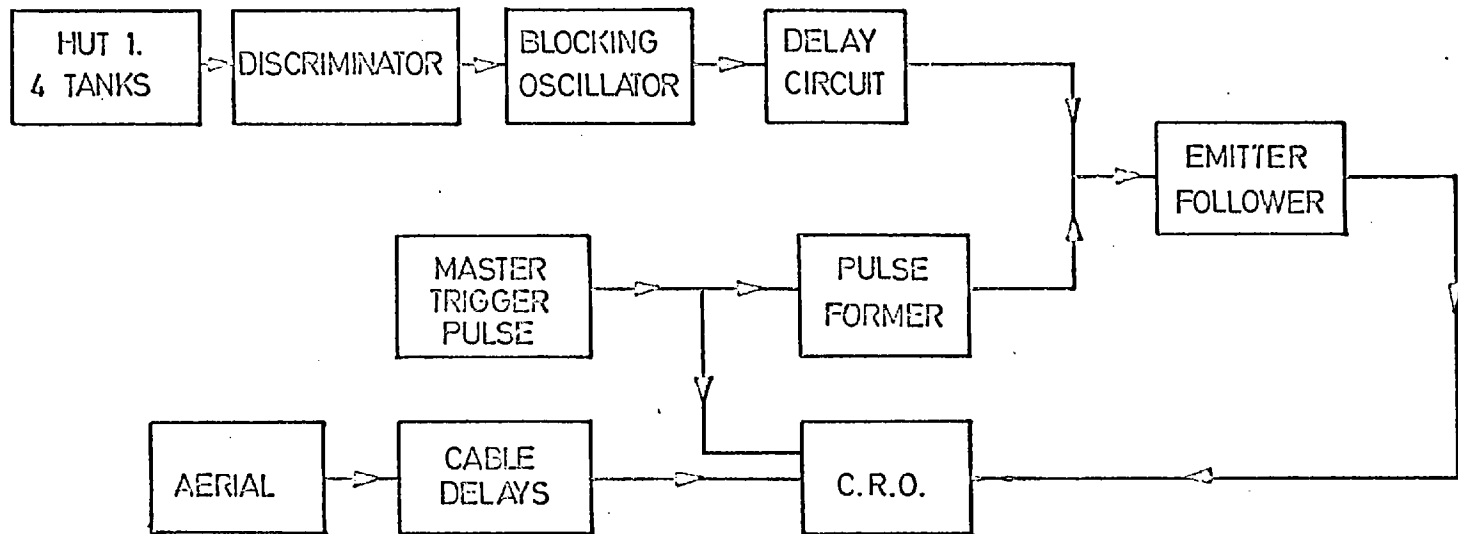 HUT 1.
4 TANKS
DISCRIMINATOR
BLOCKING
OSCILLATOR
DELAY
CIRCUIT
EMITTER
FOLLOWER
MASTER
TRIGGER
PULSE
PULSE
FORMER
AERIAL
CABLE
DELAYS
C.R.O.